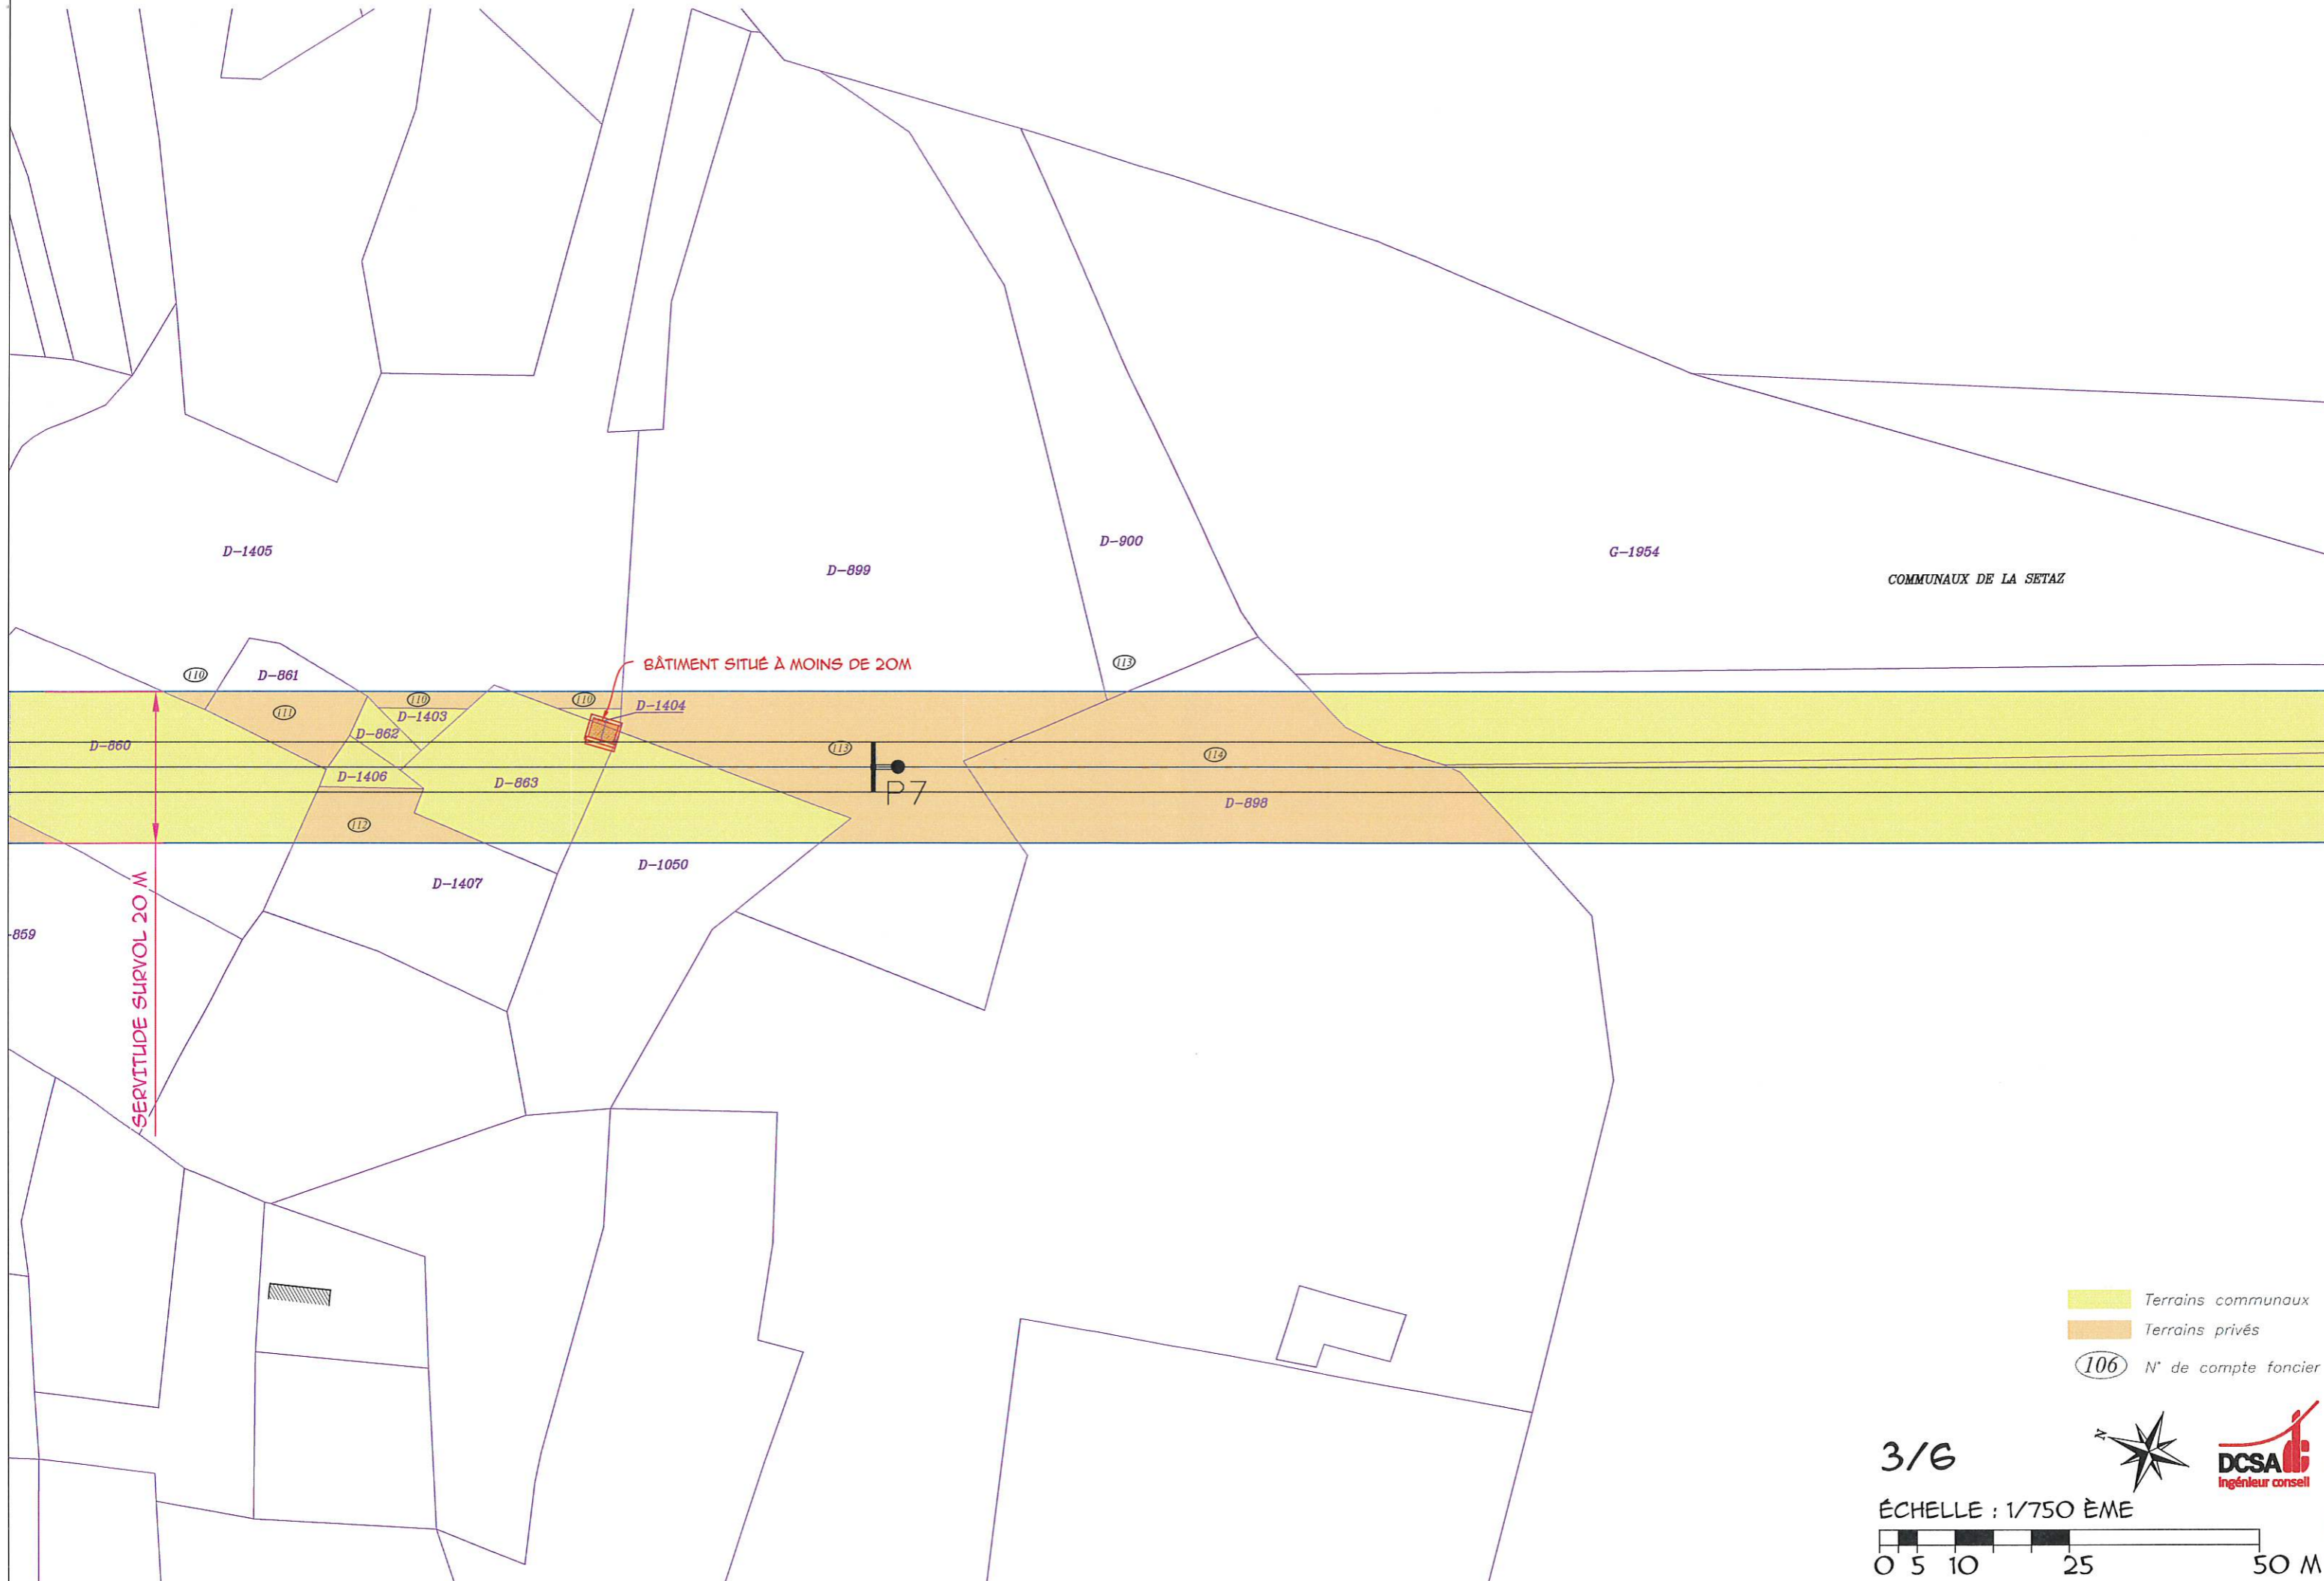 D-1405
D-899
D-900
G-1954
COMMUNAUX DE LA SETAZ
BÂTIMENT SITUÉ À MOINS DE 20M
110
D-861
113
110
110
111
D-1403
D-1404
D-862
D-860
113
114
D-1406
D-863
P7
D-898
112
D-1050
D-1407
-859
SERVITUDE SURVOL 20 M
Terrains communaux
Terrains privés
106 N° de compte foncier
N
3/6
DCSA
Ingénieur conseil
ÉCHELLE : 1/750 ÈME
0 5 10 25 50 M